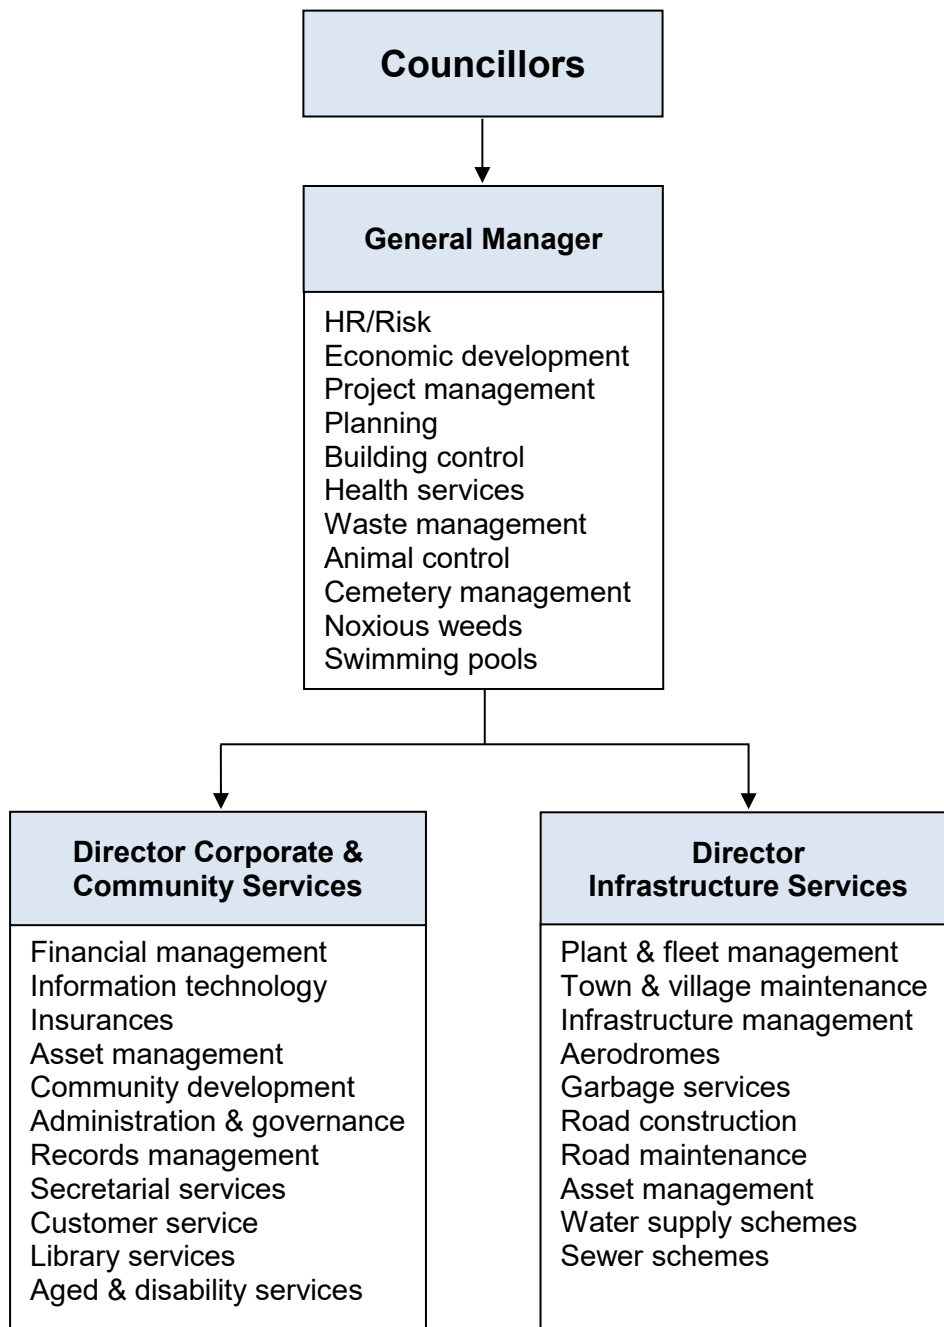 Councillors
General Manager
HR/Risk
Economic development
Project management
Planning
Building control
Health services
Waste management
Animal control
Cemetery management
Noxious weeds
Swimming pools
Director Corporate &
Community Services
Financial management
Information technology
Insurances
Asset management
Community development
Administration & governance
Records management
Secretarial services
Customer service
Library services
Aged & disability services
Director
Infrastructure Services
Plant & fleet management
Town & village maintenance
Infrastructure management
Aerodromes
Garbage services
Road construction
Road maintenance
Asset management
Water supply schemes
Sewer schemes